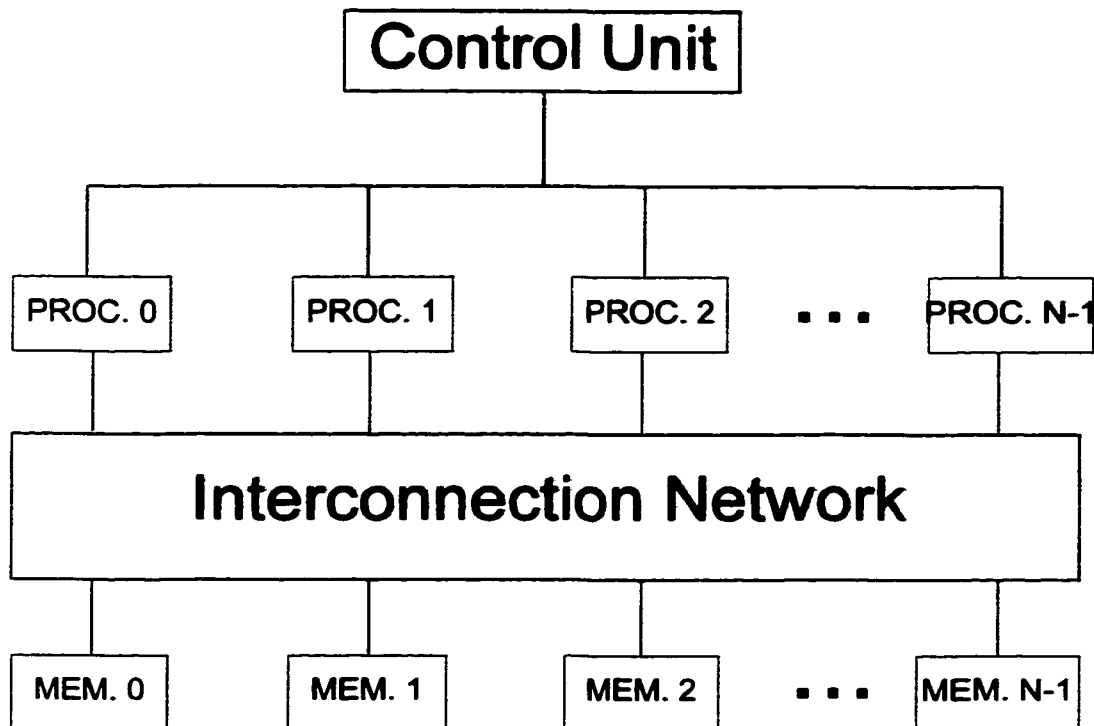 Control Unit
PROC. 0 PROC. 1 PROC. 2 ... PROC. N-1
Interconnection Network
MEM. 0 MEM. 1 MEM. 2 ... MEM. N-1